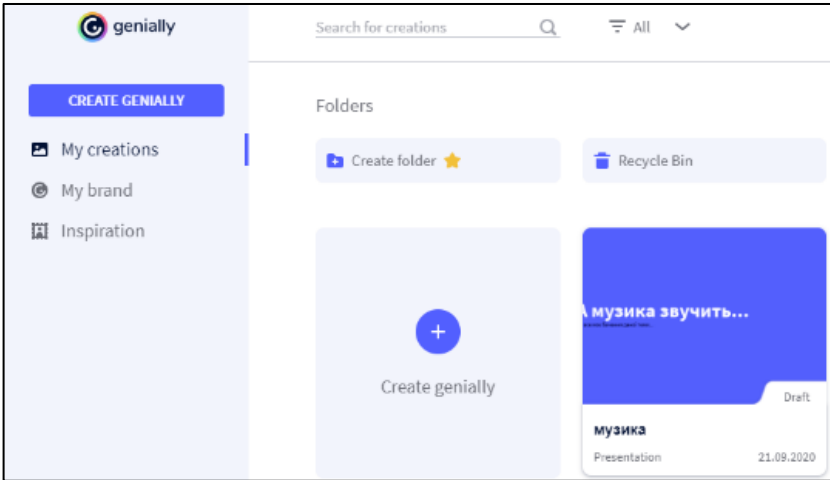 genially
Search for creations
All
CREATE GENIALLY
My creations
My brand
Inspiration
Folders
Create folder
Recycle Bin
Create genially
А музика звучить...
Draft
музика
Presentation 21.09.2020